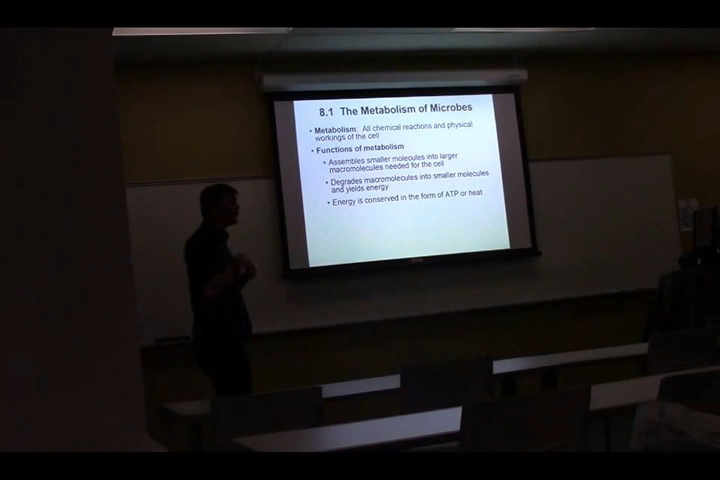 8.1 The Metabolism of Microbes
• Metabolism: All chemical reactions and physical
workings of the cell
• Functions of metabolism
• Assembles smaller molecules into larger
macromolecules needed for the cell
• Degrades macromolecules into smaller molecules
and yields energy
• Energy is conserved in the form of ATP or heat